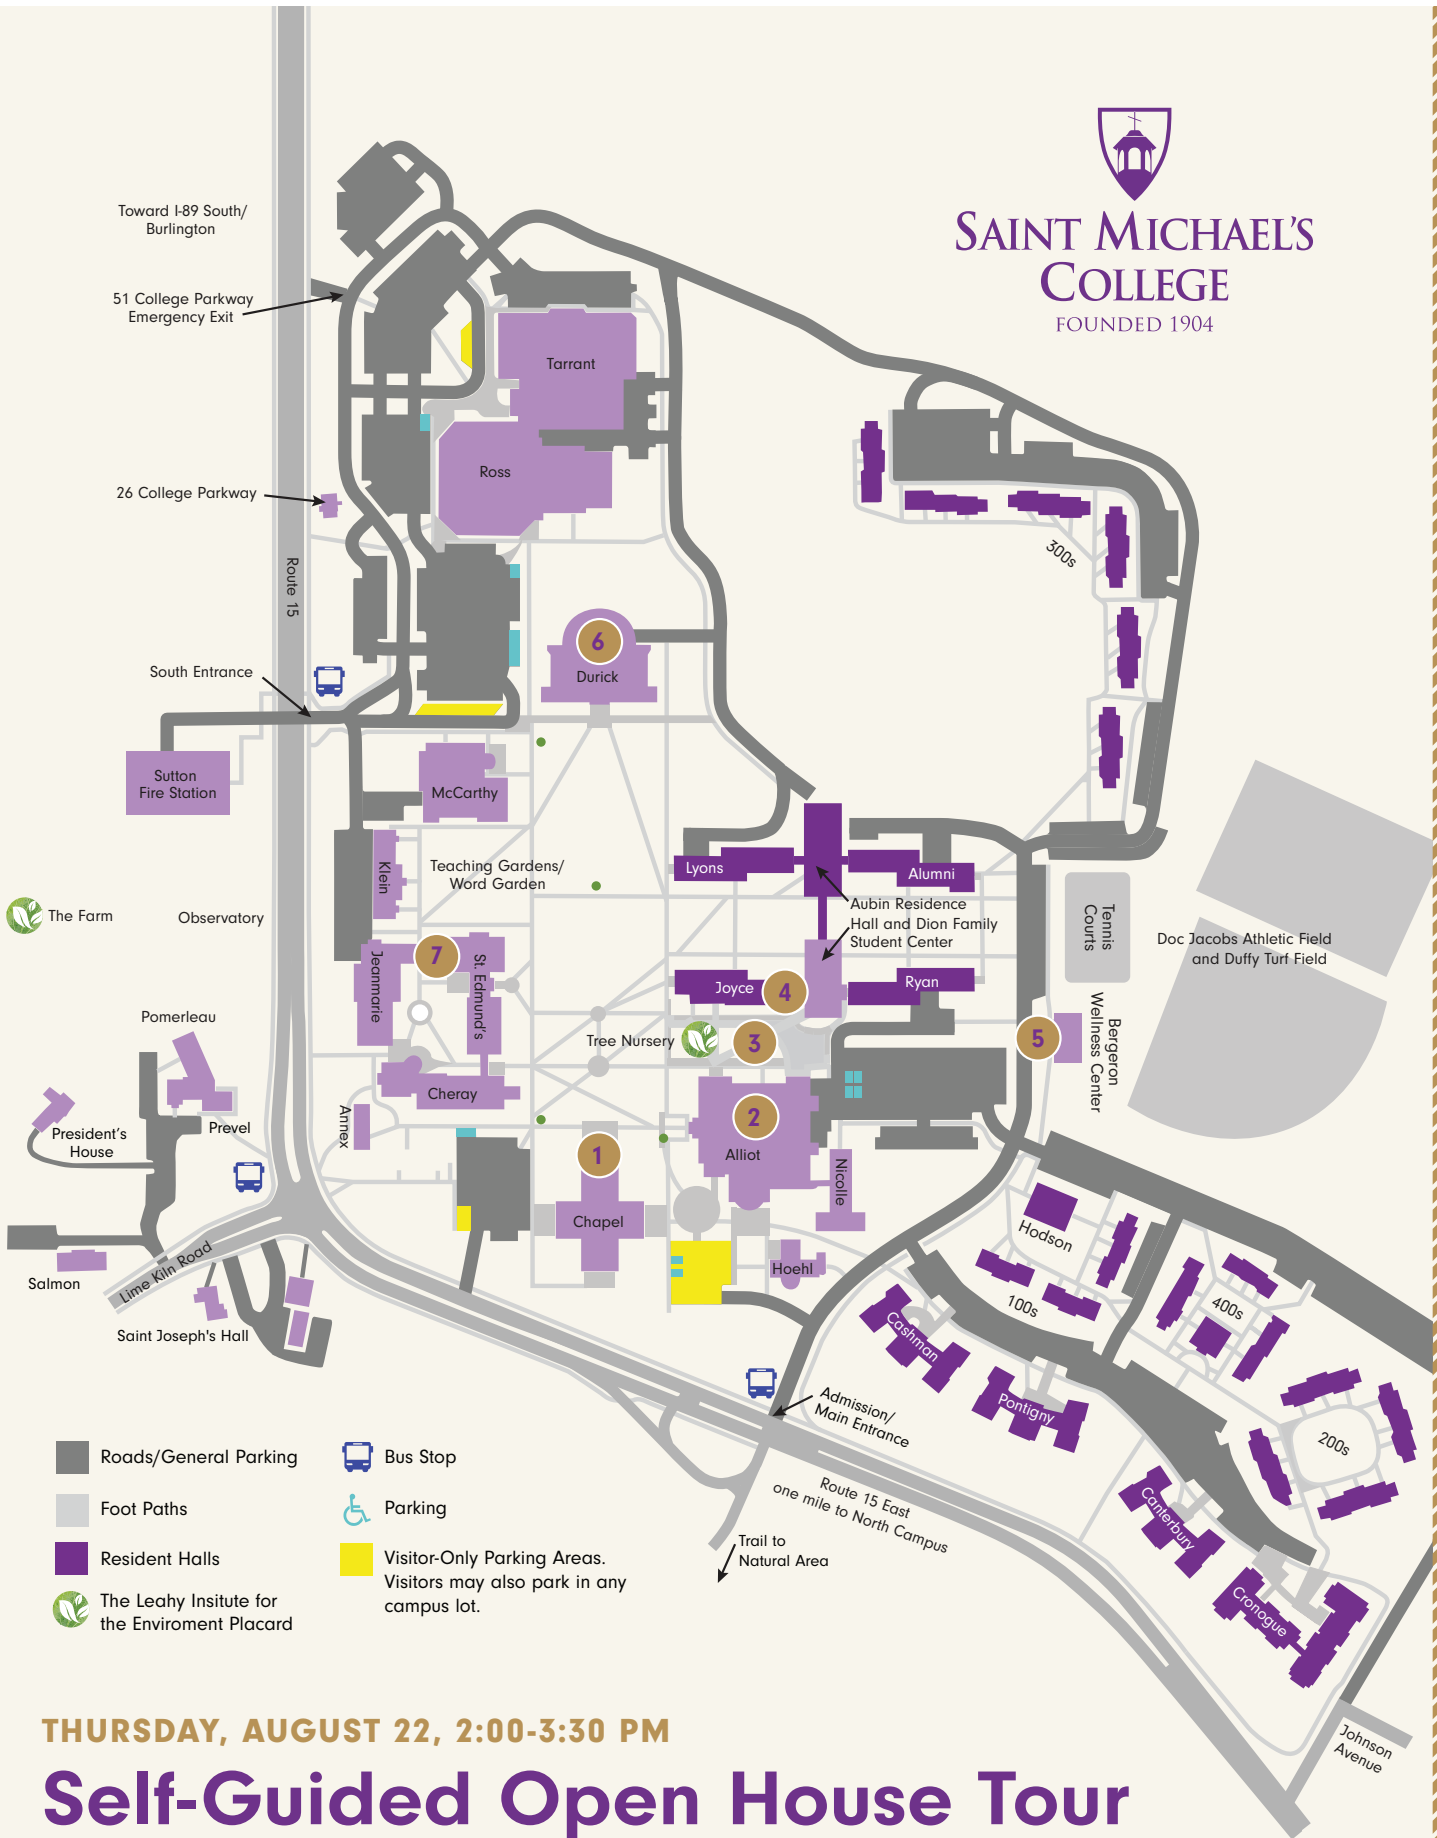 SAINT MICHAEL'S
COLLEGE
FOUNDED 1904
Toward I-89 South/
Burlington
51 College Parkway
Emergency Exit
Tarrant
Ross
26 College Parkway
300s
Route 15
6
Durick
South Entrance
Sutton
Fire Station
McCarthy
Klein
Teaching Gardens/
Word Garden
Lyons
Alumni
Aubin Residence
Hall and Dion Family
Student Center
Tennis
Courts
Doc Jacobs Athletic Field
and Duffy Turf Field
The Farm
Observatory
Jeanmarie
7
St. Edmund's
Joyce
4
Ryan
Pomerleau
Tree Nursery
3
5
Bergeron
Wellness Center
Cheray
President's
House
Prevel
Annex
2
Alliot
1
Nicolle
Chapel
Hoehl
Hodson
100s
400s
200s
Cashman
Pontigny
Canterbury
Cronogue
Salmon
Lime Kiln Road
Saint Joseph's Hall
Admission/
Main Entrance
Route 15 East
one mile to North Campus
Trail to
Natural Area
Johnson
Avenue
Roads/General Parking
Foot Paths
Resident Halls
The Leahy Insitute for
the Enviroment Placard
Bus Stop
Parking
Visitor-Only Parking Areas.
Visitors may also park in any
campus lot.
THURSDAY, AUGUST 22, 2:00-3:30 PM
Self-Guided Open House Tour